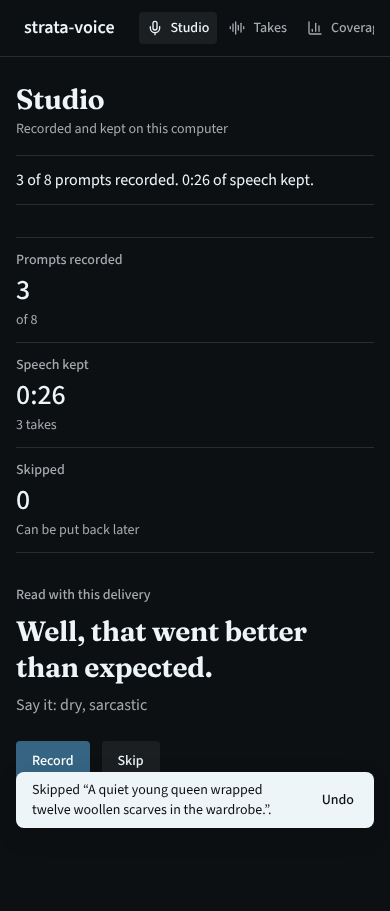 strata-voice
Studio
Takes
Coverag
Studio
Recorded and kept on this computer
3 of 8 prompts recorded. 0:26 of speech kept.
Prompts recorded
3
of 8
Speech kept
0:26
3 takes
Skipped
0
Can be put back later
Read with this delivery
Well, that went better
than expected.
Say it: dry, sarcastic
Record
Skip
Skipped “A quiet young queen wrapped
twelve woollen scarves in the wardrobe.”.
Undo